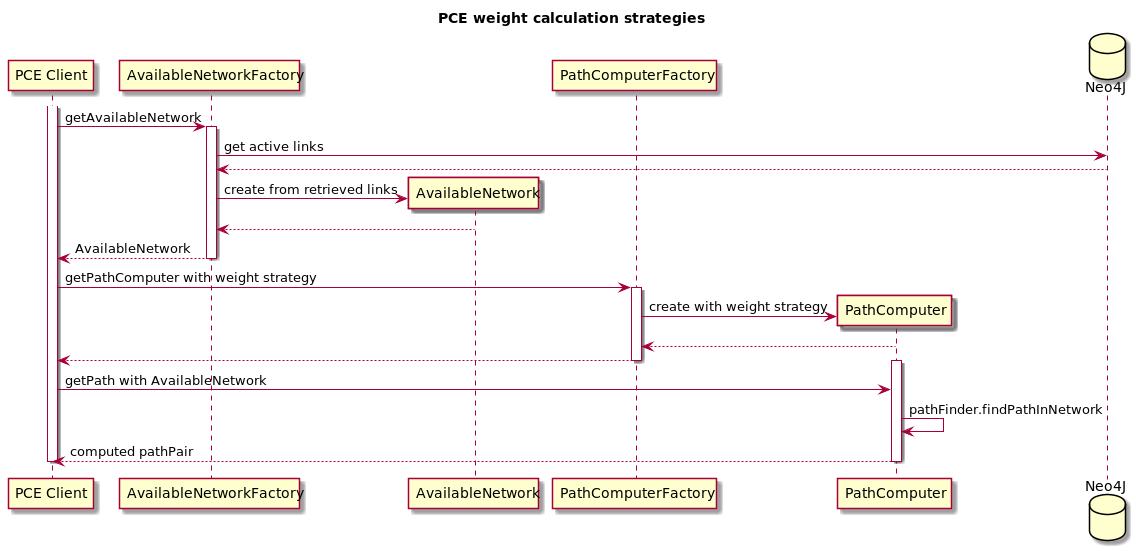 PCE weight calculation strategies
PCE Client
AvailableNetworkFactory
PathComputerFactory
Neo4J
getAvailableNetwork
get active links
create from retrieved links
AvailableNetwork
AvailableNetwork
getPathComputer with weight strategy
create with weight strategy
PathComputer
getPath with AvailableNetwork
pathFinder.findPathInNetwork
computed pathPair
PCE Client
AvailableNetworkFactory
AvailableNetwork
PathComputerFactory
PathComputer
Neo4J